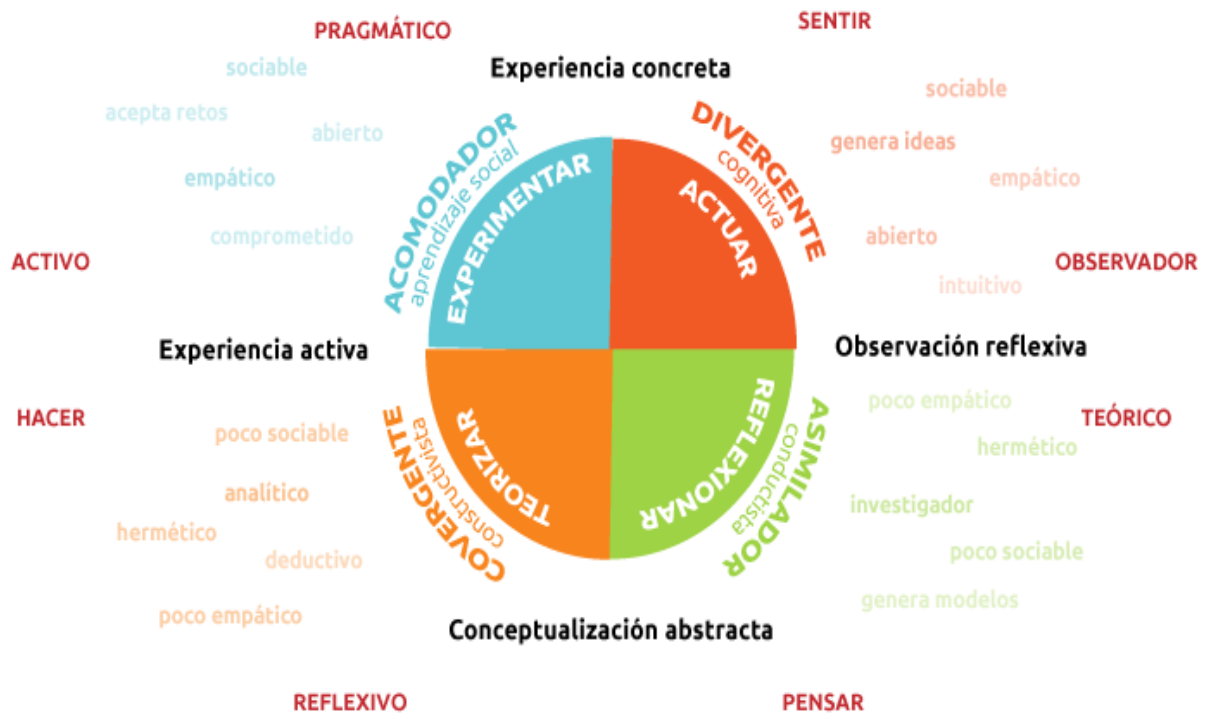 PRAGMÁTICO
SENTIR
sociable
Experiencia concreta
sociable
acepta retos
abierto
genera ideas
empático
empático
comprometido
abierto
intuitivo
ACOMODADOR
aprendizaje social
EXPERIMENTAR
DIVERGENTE
cognitiva
ACTUAR
ACTIVO
OBSERVADOR
Experiencia activa
Observación reflexiva
HACER
poco empático
TEÓRICO
poco sociable
hermético
analítico
investigador
hermético
deductivo
poco sociable
poco empático
genera modelos
COVERGENTE
constructivista
TEORIZAR
REFLEXIONAR
ASIMILADOR
conductista
Conceptualización abstracta
REFLEXIVO
PENSAR